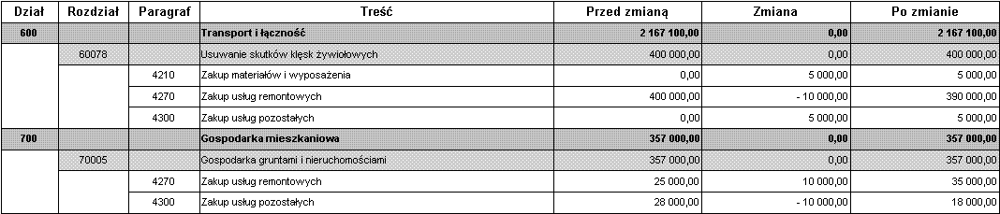 Dział Rozdział Paragraf Treść Przed zmianą Zmiana Po zmianie
600 Transport i łączność 2 167 100,00 0,00 2 167 100,00
60078 Usuwanie skutków klęsk żywiołowych 400 000,00 0,00 400 000,00
4210 Zakup materiałów i wyposażenia 0,00 5 000,00 5 000,00
4270 Zakup usług remontowych 400 000,00 - 10 000,00 390 000,00
4300 Zakup usług pozostałych 0,00 5 000,00 5 000,00
700 Gospodarka mieszkaniowa 357 000,00 0,00 357 000,00
70005 Gospodarka gruntami i nieruchomościami 357 000,00 0,00 357 000,00
4270 Zakup usług remontowych 25 000,00 10 000,00 35 000,00
4300 Zakup usług pozostałych 28 000,00 - 10 000,00 18 000,00